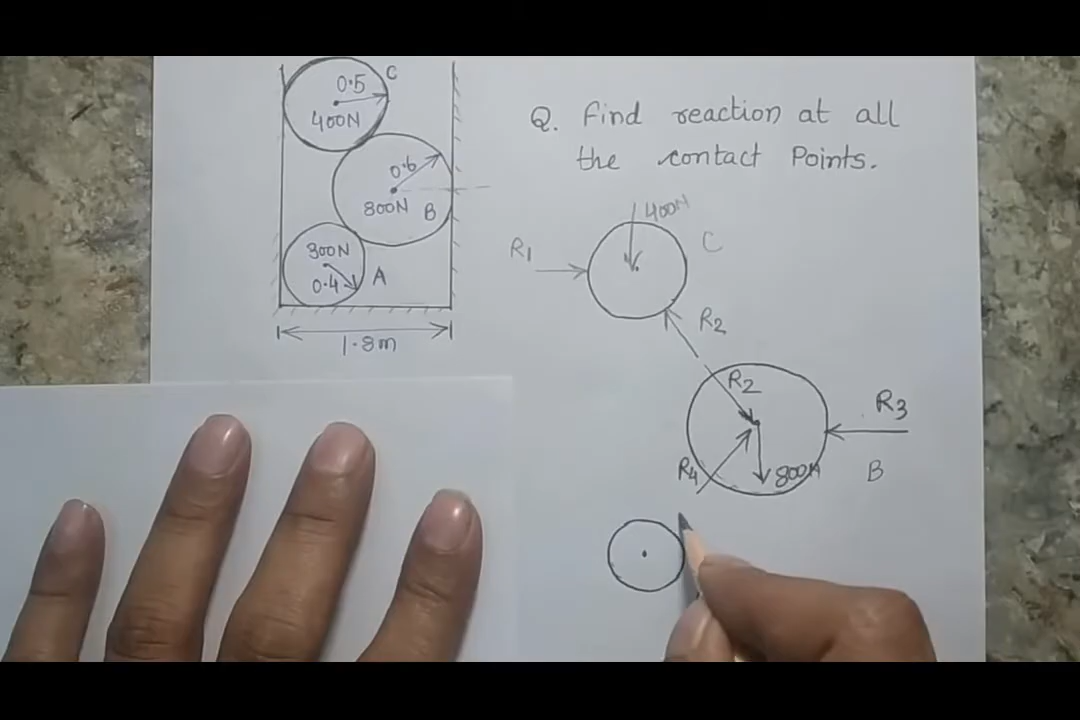 0.5
C
400N
0.6
800N
B
300N
0.4
A
1.8m
Q. Find reaction at all
the contact Points.
400N
C
R1
R2
R2
R3
R4
800N
B